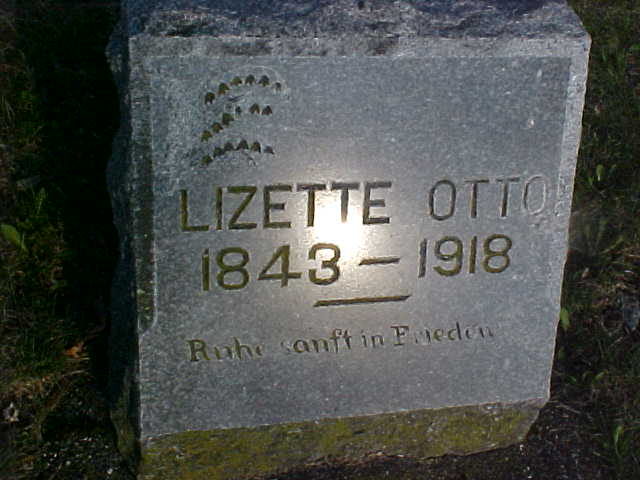 LIZETTE OTTO
1843 – 1918
Ruhe sanft in Frieden